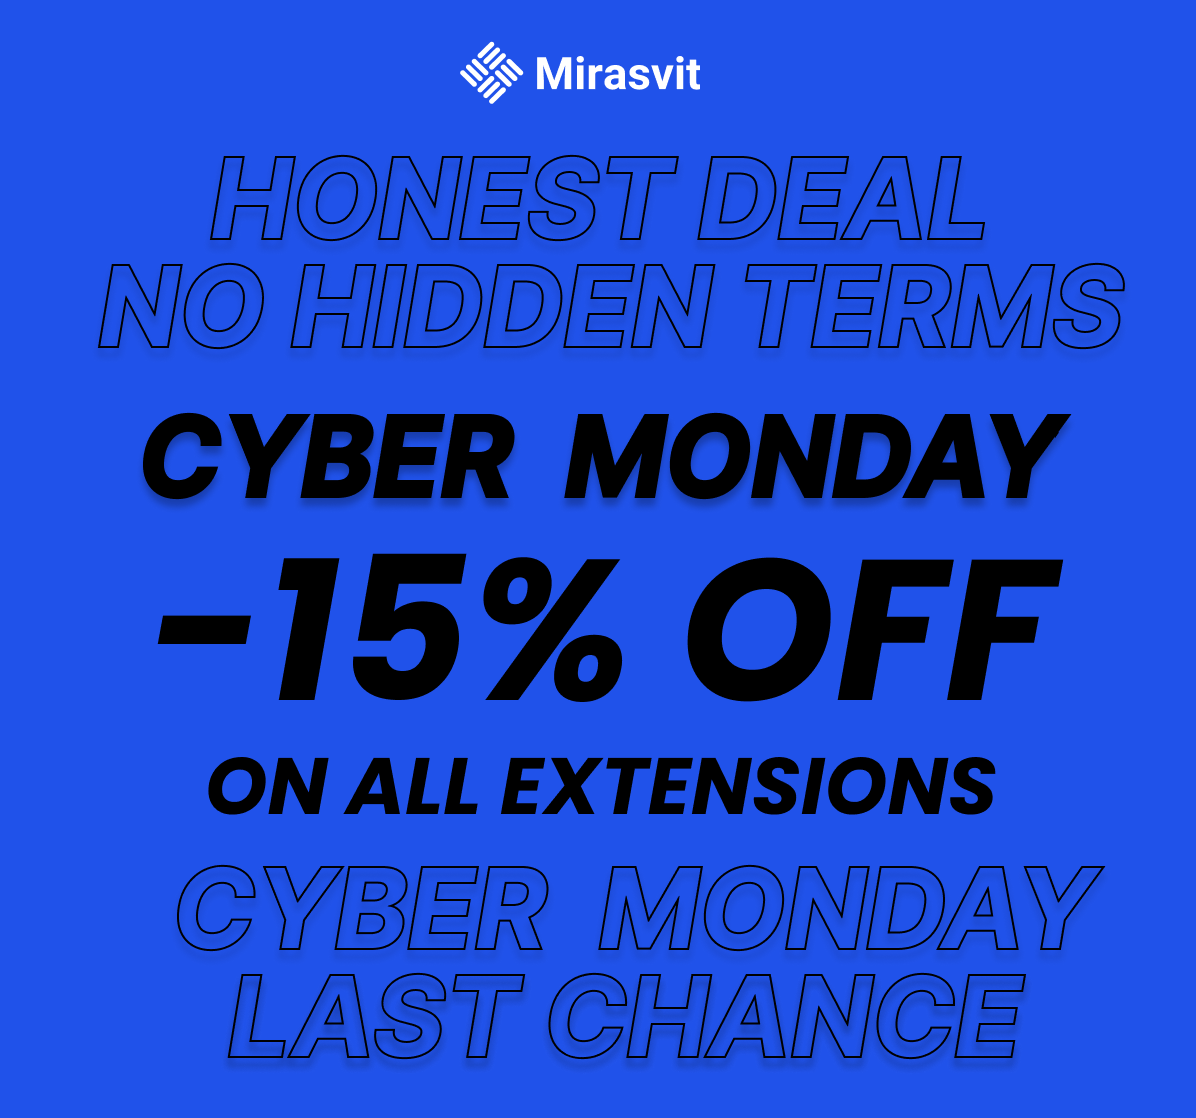 Mirasvit
HONEST DEAL
NO HIDDEN TERMS
CYBER MONDAY
-15% OFF
ON ALL EXTENSIONS
CYBER MONDAY
LAST CHANCE